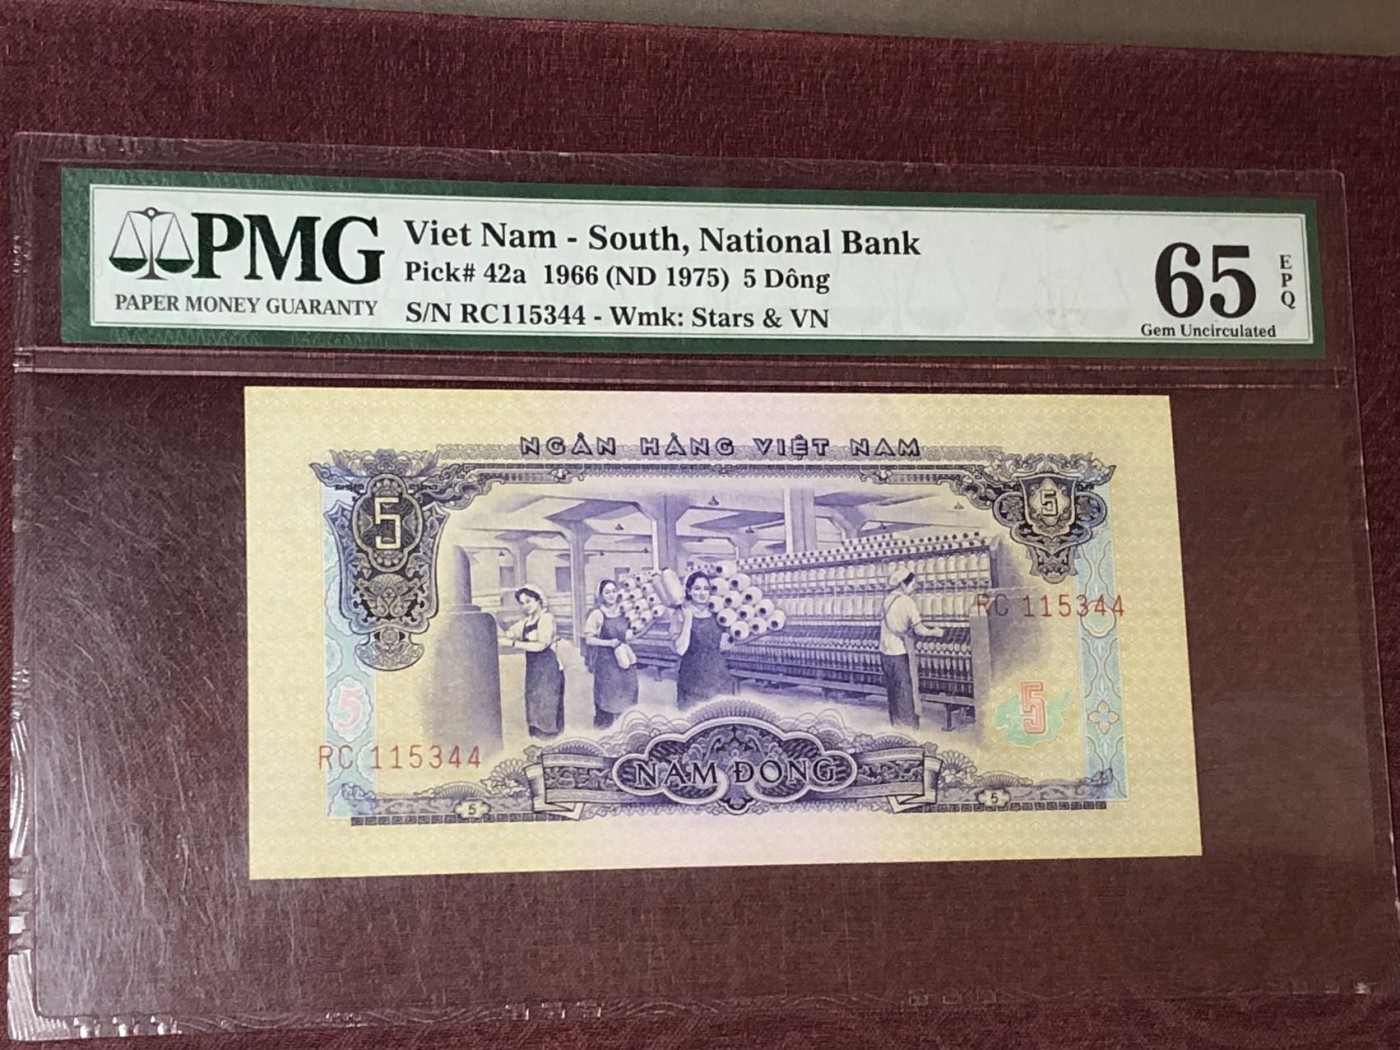 PMG
PAPER MONEY GUARANTY
Viet Nam - South, National Bank
Pick# 42a 1966 (ND 1975) 5 Dông
S/N RC115344 - Wmk: Stars & VN
65
EPQ
Gem Uncirculated
NGÂN HÀNG VIỆT NAM
5
5
RC 115344
5
5
RC 115344
NĂM ĐỒNG
5
5